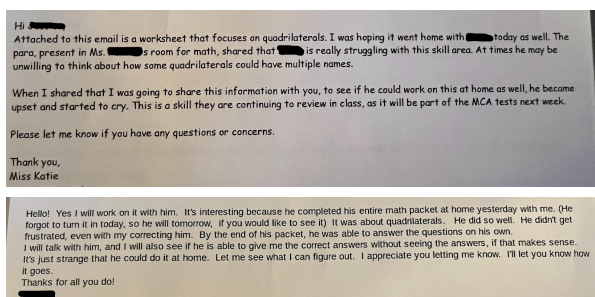 Hi
Attached to this email is a worksheet that focuses on quadrilaterals. I was hoping it went home with today as well. The
para, present in Ms. s room for math, shared that is really struggling with this skill area. At times he may be
unwilling to think about how some quadrilaterals could have multiple names.
When I shared that I was going to share this information with you, to see if he could work on this at home as well, he became
upset and started to cry. This is a skill they are continuing to review in class, as it will be part of the MCA tests next week.
Please let me know if you have any questions or concerns.
Thank you,
Miss Katie
Hello! Yes I will work on it with him. It's interesting because he completed his entire math packet at home yesterday with me. (He
forgot to turn it in today, so he will tomorrow, if you would like to see it) It was about quadrilaterals. He did so well. He didn't get
frustrated, even with my correcting him. By the end of his packet, he was able to answer the questions on his own.
I will talk with him, and I will also see if he is able to give me the correct answers without seeing the answers, if that makes sense.
It's just strange that he could do it at home. Let me see what I can figure out. I appreciate you letting me know. I'll let you know how
it goes.
Thanks for all you do!